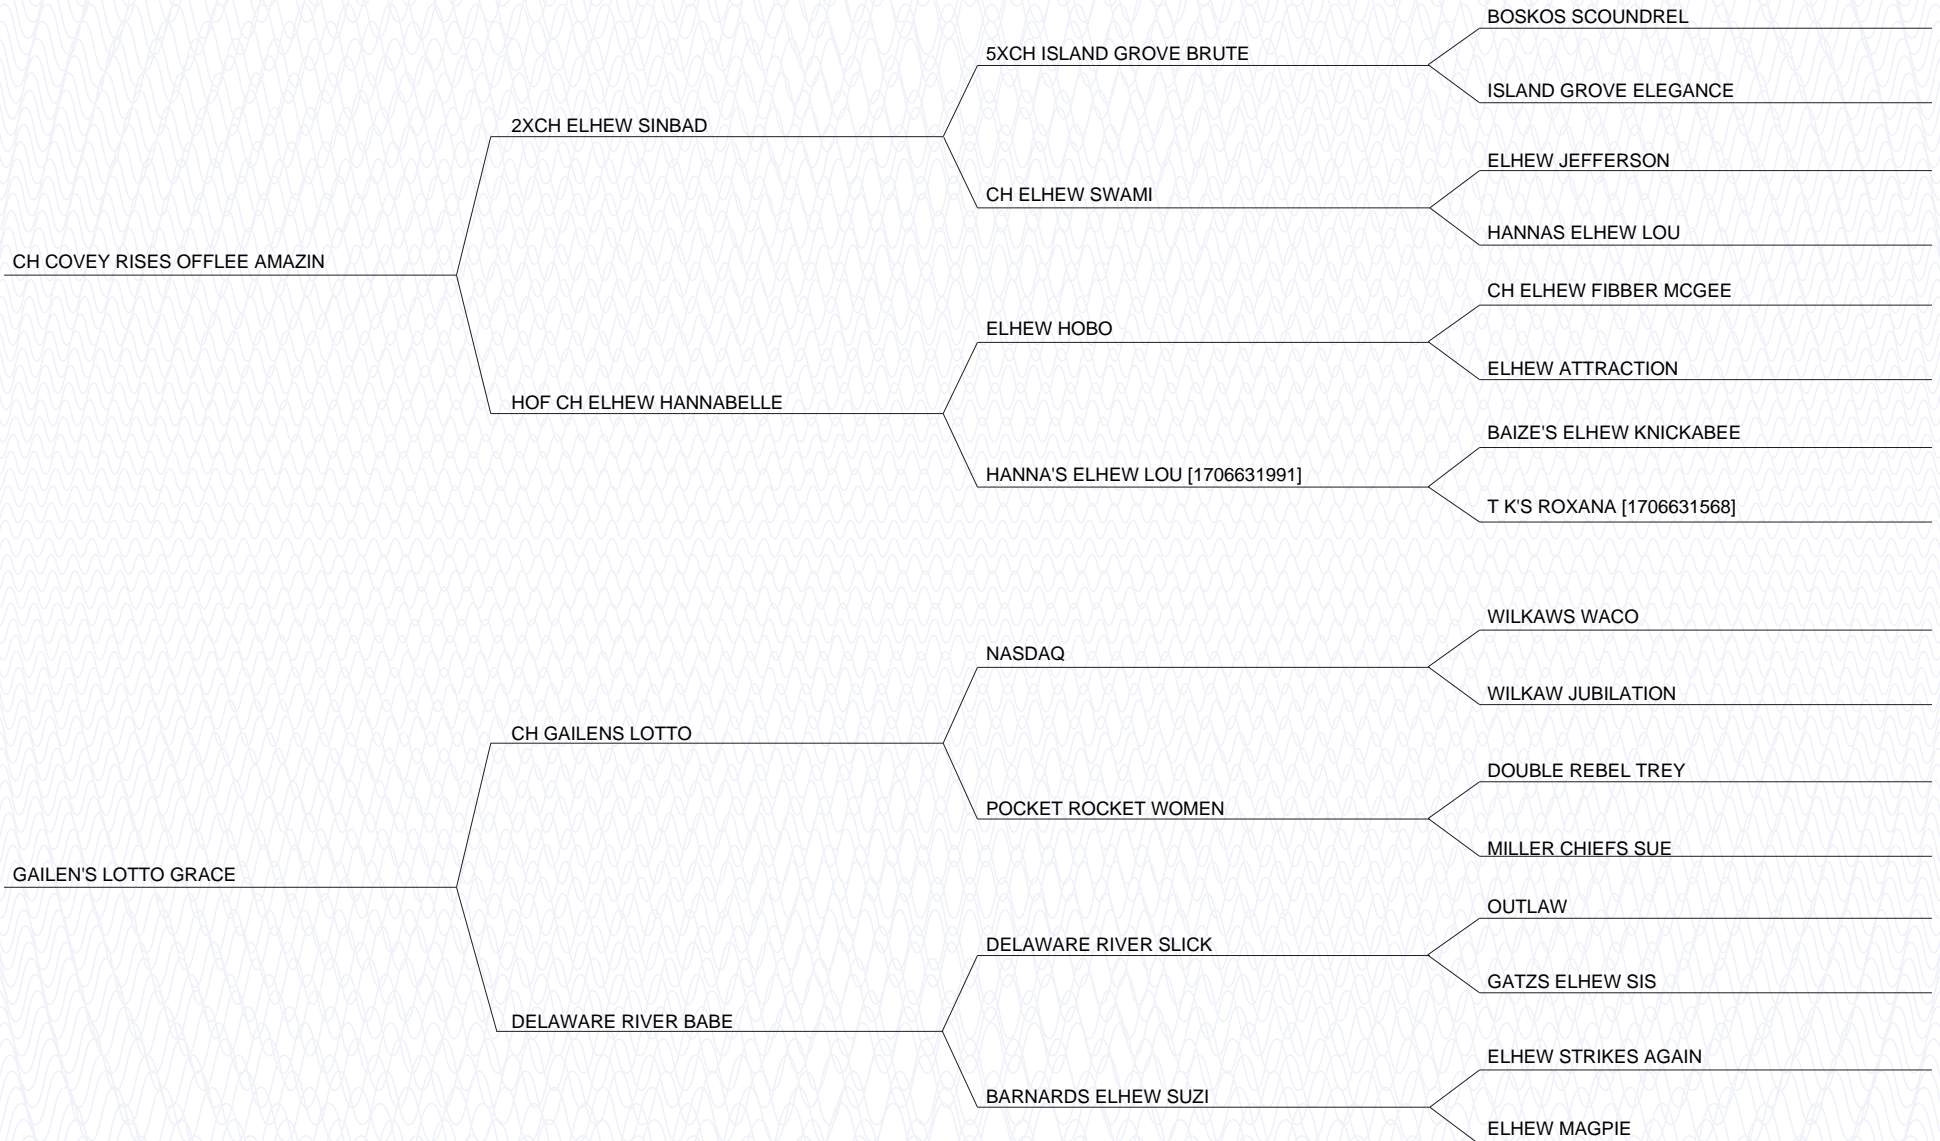 BOSKOS SCOUNDREL
5XCH ISLAND GROVE BRUTE
ISLAND GROVE ELEGANCE
2XCH ELHEW SINBAD
ELHEW JEFFERSON
CH ELHEW SWAMI
HANNAS ELHEW LOU
CH COVEY RISES OFFLEE AMAZIN
CH ELHEW FIBBER MCGEE
ELHEW HOBO
ELHEW ATTRACTION
HOF CH ELHEW HANNABELLE
BAIZE'S ELHEW KNICKABEE
HANNA'S ELHEW LOU [1706631991]
T K'S ROXANA [1706631568]
WILKAWS WACO
NASDAQ
WILKAW JUBILATION
CH GAILENS LOTTO
DOUBLE REBEL TREY
POCKET ROCKET WOMEN
MILLER CHIEFS SUE
GAILEN'S LOTTO GRACE
OUTLAW
DELAWARE RIVER SLICK
GATZS ELHEW SIS
DELAWARE RIVER BABE
ELHEW STRIKES AGAIN
BARNARDS ELHEW SUZI
ELHEW MAGPIE